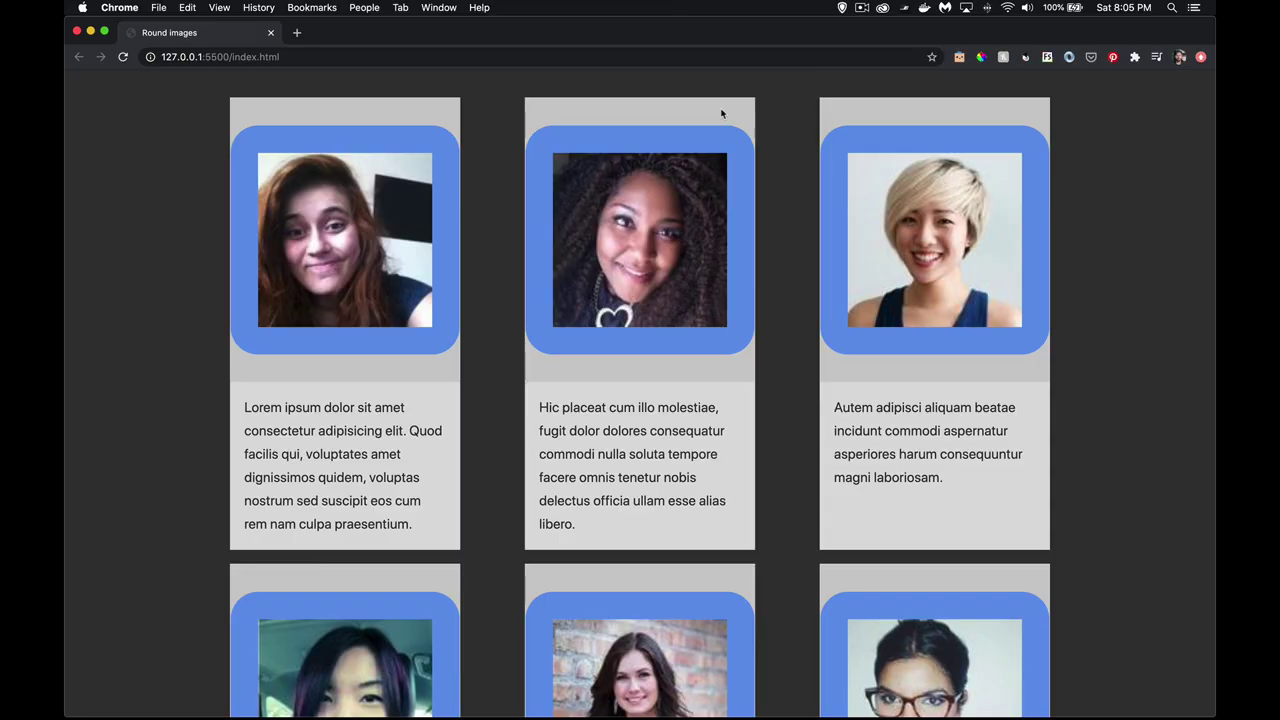 Chrome File Edit View History Bookmarks People Tab Window Help 100% Sat 8:05 PM
Round images
127.0.0.1:5500/index.html
Lorem ipsum dolor sit amet
consectetur adipisicing elit. Quod
facilis qui, voluptates amet
dignissimos quidem, voluptas
nostrum sed suscipit eos cum
rem nam culpa praesentium.
Hic placeat cum illo molestiae,
fugit dolor dolores consequatur
commodi nulla soluta tempore
facere omnis tenetur nobis
delectus officia ullam esse alias
libero.
Autem adipisci aliquam beatae
incidunt commodi aspernatur
asperiores harum consequuntur
magni laboriosam.